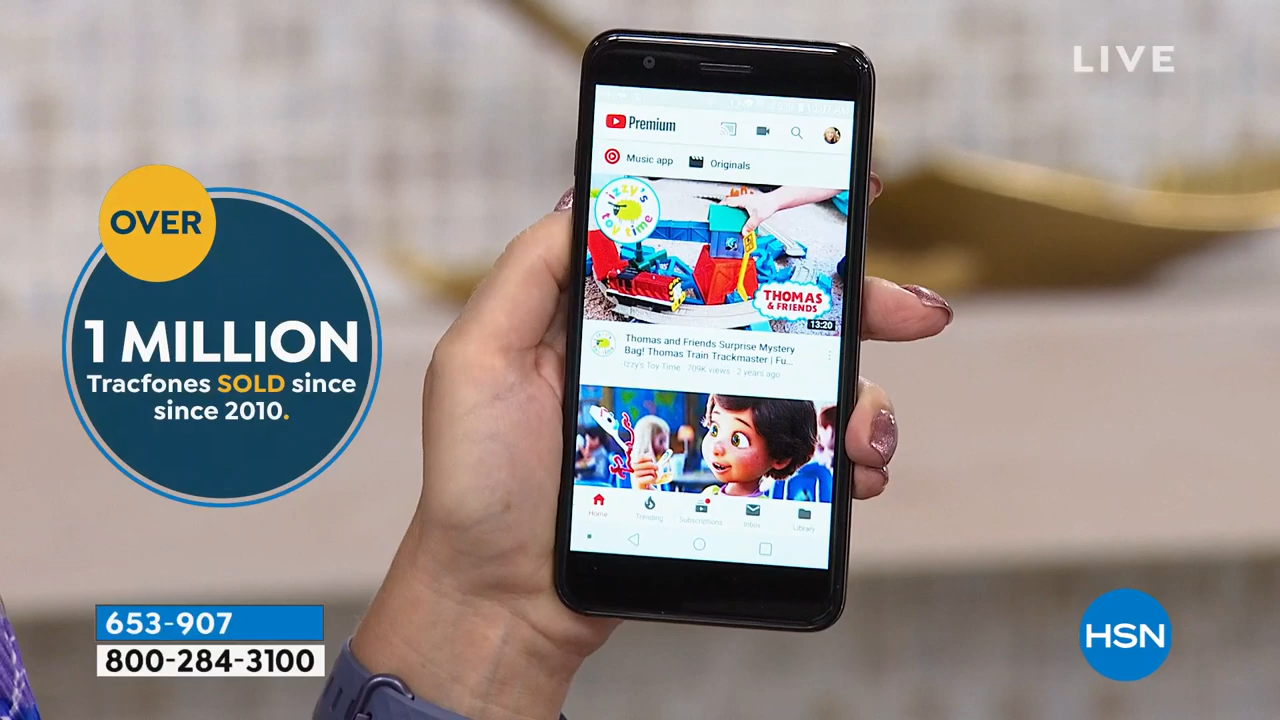 LIVE
OVER
1 MILLION
Tracfones SOLD since
since 2010.
Premium
Music app
Originals
izzy's
toy time
THOMAS
& FRIENDS
13:20
Thomas and Friends Surprise Mystery
Bag! Thomas Train Trackmaster | Fu...
Izzy's Toy Time · 709K views · 2 years ago
Home
Trending
Subscriptions
Inbox
Library
653-907
800-284-3100
HSN